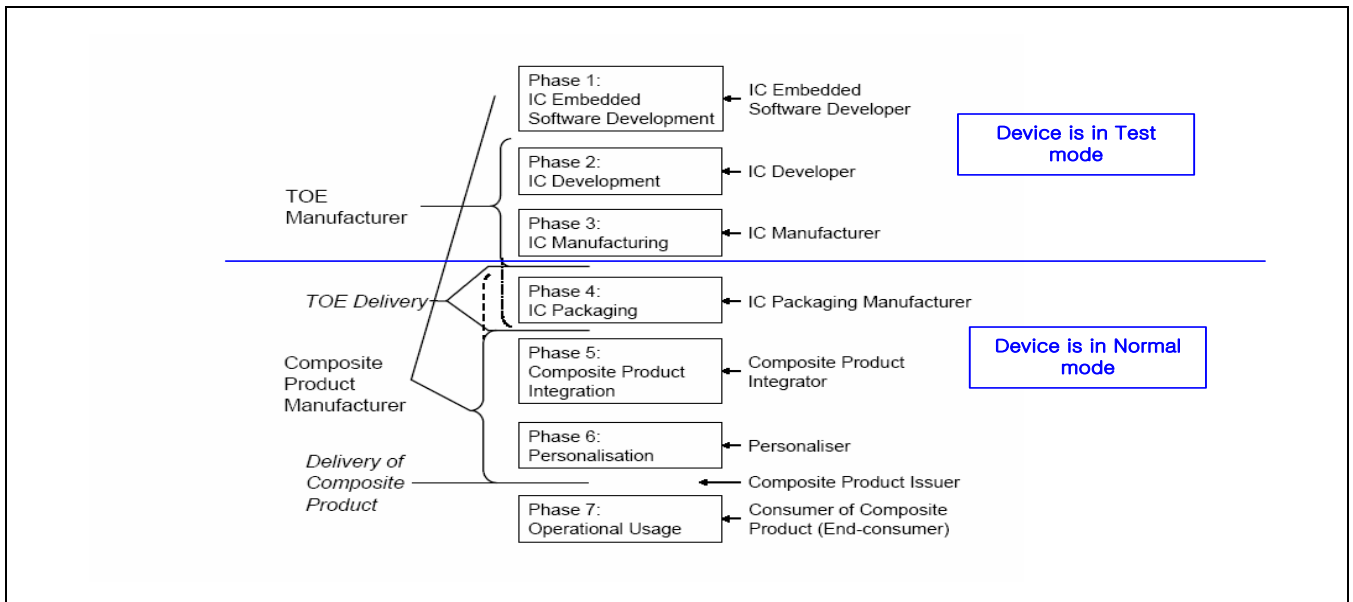 Phase 1:
IC Embedded
Software Development
IC Embedded
Software Developer
Device is in Test
mode
Phase 2:
IC Development
IC Developer
TOE
Manufacturer
Phase 3:
IC Manufacturing
IC Manufacturer
TOE Delivery
Phase 4:
IC Packaging
IC Packaging Manufacturer
Device is in Normal
mode
Composite
Product
Manufacturer
Phase 5:
Composite Product
Integration
Composite Product
Integrator
Phase 6:
Personalisation
Personaliser
Delivery of
Composite
Product
Composite Product Issuer
Phase 7:
Operational Usage
Consumer of Composite
Product (End-consumer)